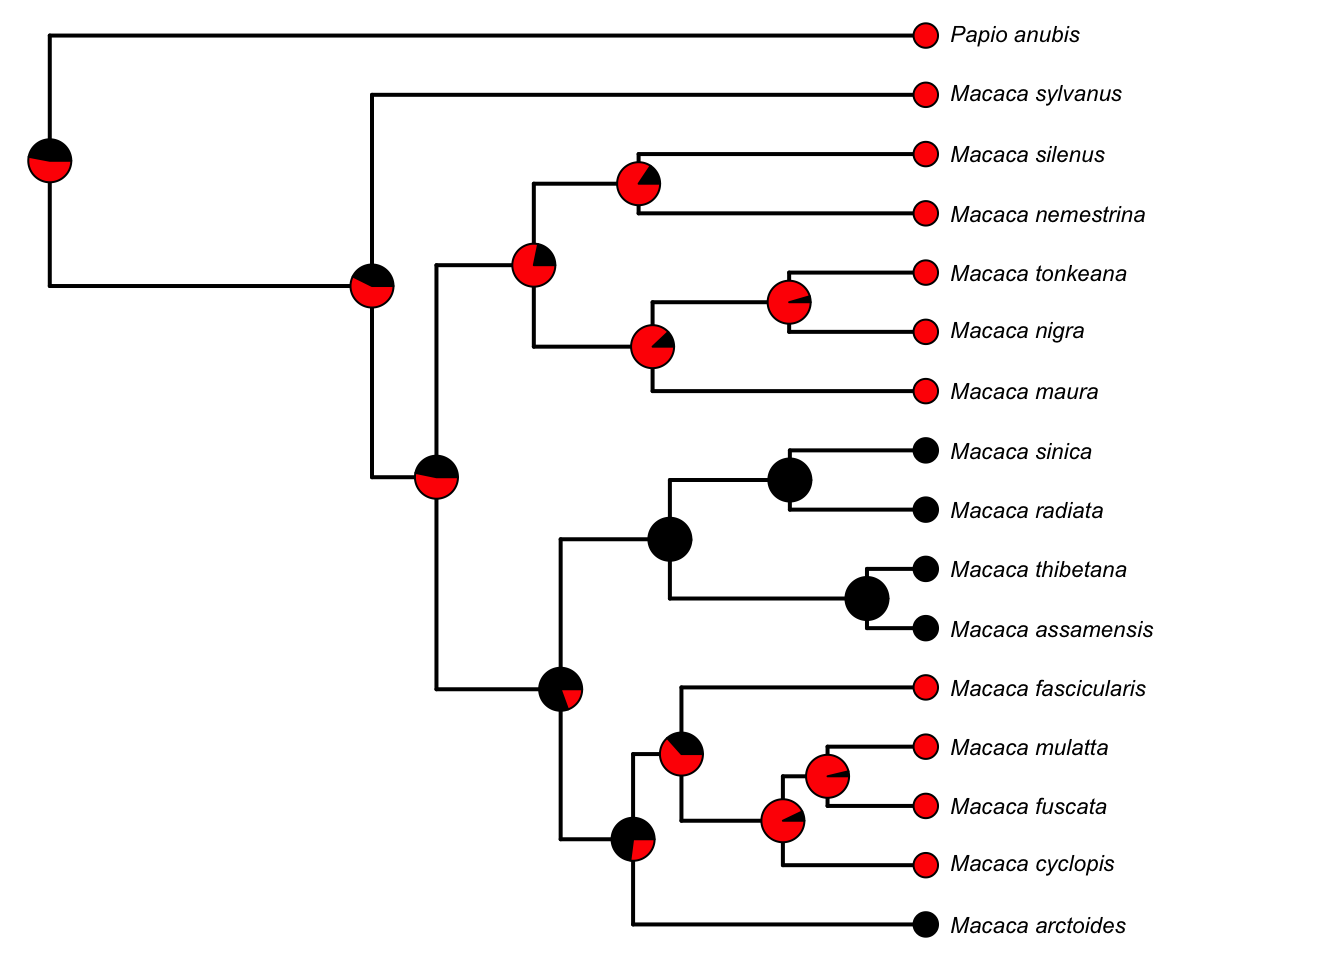 Papio anubis
Macaca sylvanus
Macaca silenus
Macaca nemestrina
Macaca tonkeana
Macaca nigra
Macaca maura
Macaca sinica
Macaca radiata
Macaca thibetana
Macaca assamensis
Macaca fascicularis
Macaca mulatta
Macaca fuscata
Macaca cyclopis
Macaca arctoides